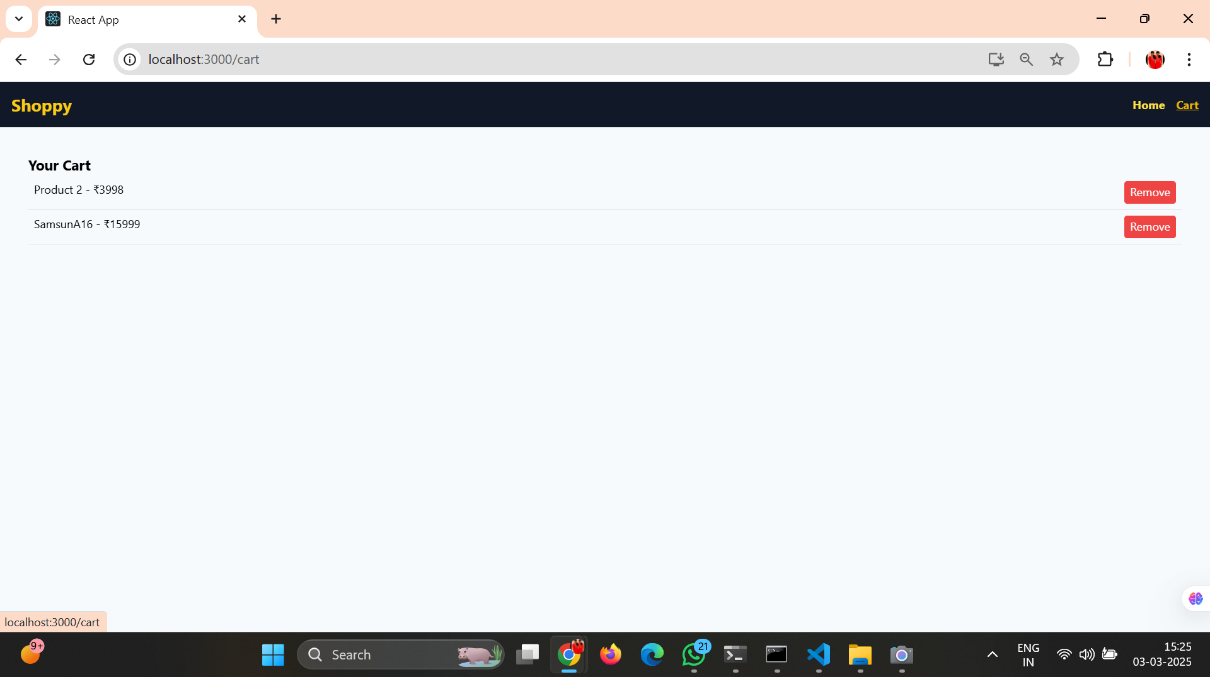 React App
localhost:3000/cart
Shoppy
Home Cart
Your Cart
Product 2 - ₹3998
Remove
SamsunA16 - ₹15999
Remove
localhost:3000/cart
9+
Search
21
ENG
IN
15:25
03-03-2025